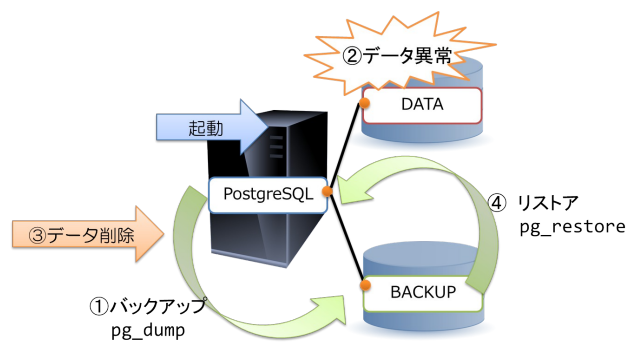 ②データ異常
DATA
起動
PostgreSQL
④ リストア
pg_restore
③データ削除
BACKUP
①バックアップ
pg_dump